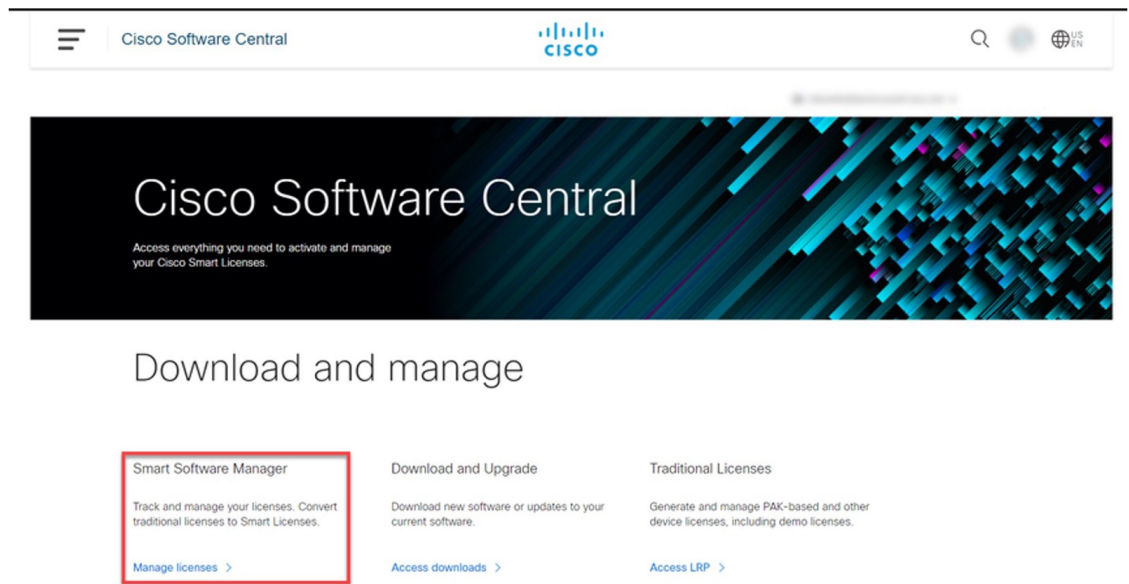 Cisco Software Central
CISCO
US
EN
Cisco Software Central
Access everything you need to activate and manage
your Cisco Smart Licenses.
Download and manage
Smart Software Manager
Track and manage your licenses. Convert
traditional licenses to Smart Licenses.
Manage licenses >
Download and Upgrade
Download new software or updates to your
current software.
Access downloads >
Traditional Licenses
Generate and manage PAK-based and other
device licenses, including demo licenses.
Access LRP >